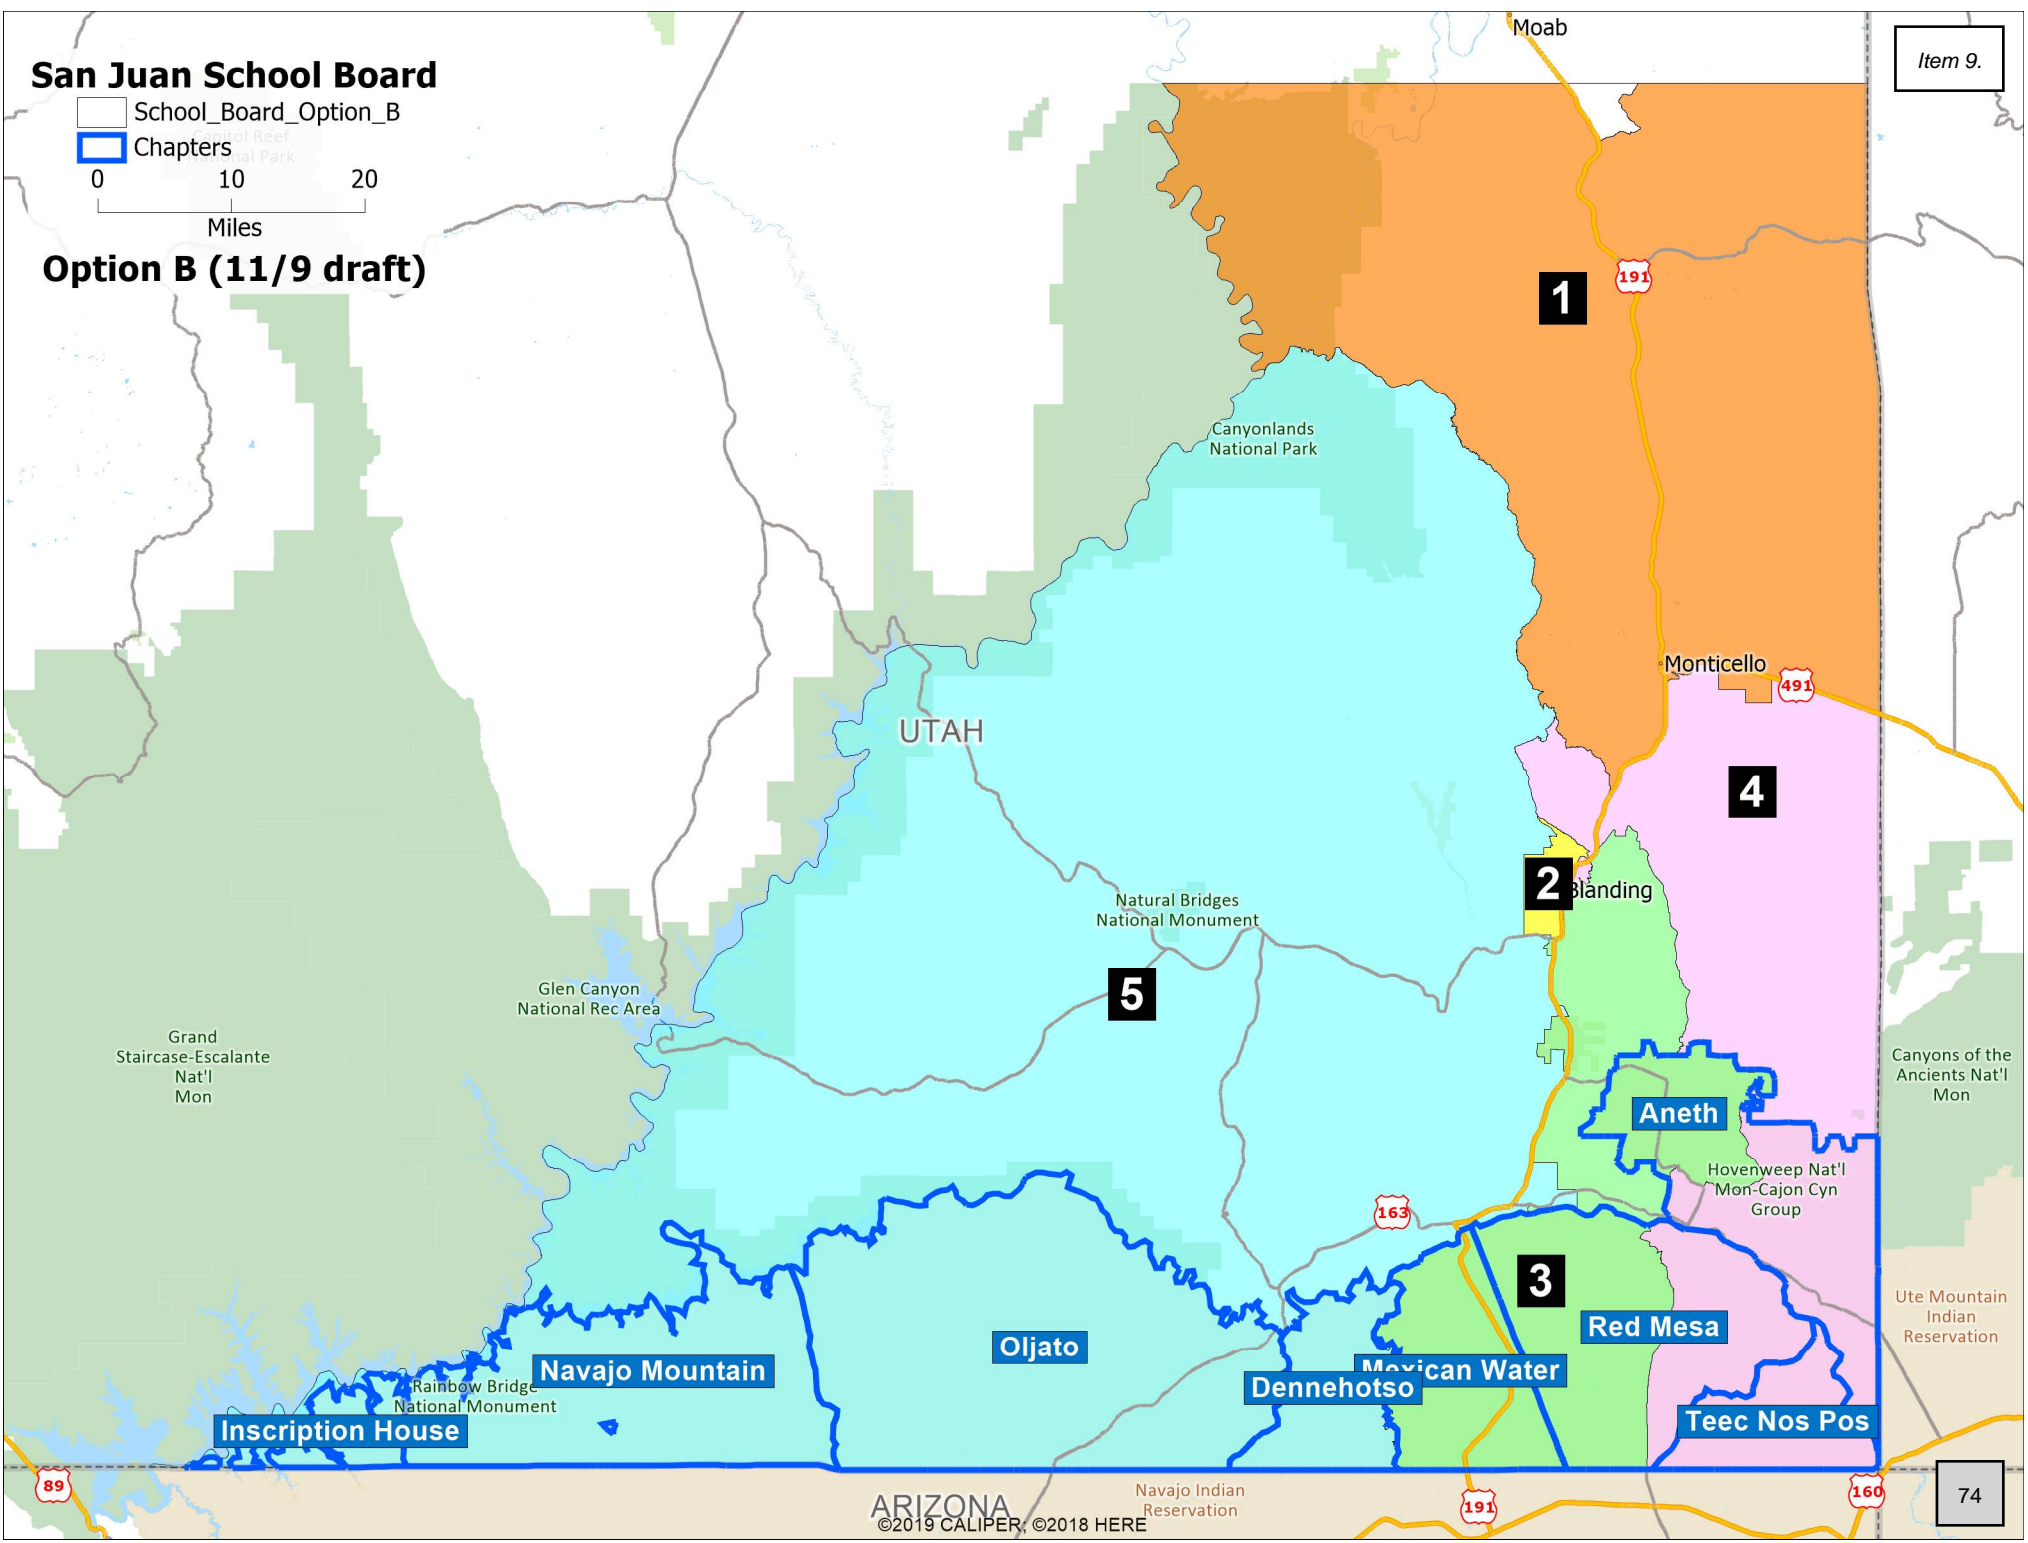 Moab
Item 9.
San Juan School Board
School_Board_Option_B
Capitol Reef
National Park
Chapters
0 10 20
Miles
Option B (11/9 draft)
191
1
Canyonlands
National Park
Monticello
491
UTAH
4
2
Blanding
Natural Bridges
National Monument
5
Glen Canyon
National Rec Area
Grand
Staircase-Escalante
Nat'l
Mon
Canyons of the
Ancients Nat'l
Mon
Aneth
Hovenweep Nat'l
Mon-Cajon Cyn
Group
163
3
Ute Mountain
Indian
Reservation
Red Mesa
Oljato
Navajo Mountain
Mexican Water
Dennehotso
Rainbow Bridge
National Monument
Inscription House
Teec Nos Pos
89
ARIZONA
Navajo Indian
Reservation
191
160
74
©2019 CALIPER; ©2018 HERE